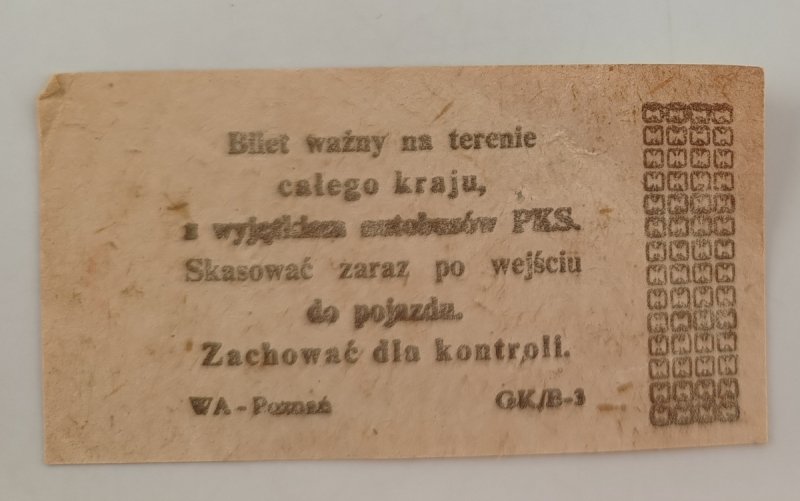 Bilet ważny na terenie
całego kraju,
z wyjątkiem autobusów PKS.
Skasować zaraz po wejściu
do pojazdu.
Zachować dla kontroli.
WA - Poznań GK/B-3